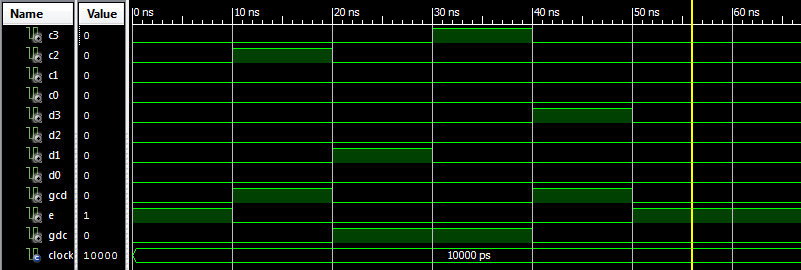 Name Value 0 ns 10 ns 20 ns 30 ns 40 ns 50 ns 60 ns
c3 0
c2 0
c1 0
c0 0
d3 0
d2 0
d1 0
d0 0
gcd 0
e 1
gdc 0
clock 10000 10000 ps